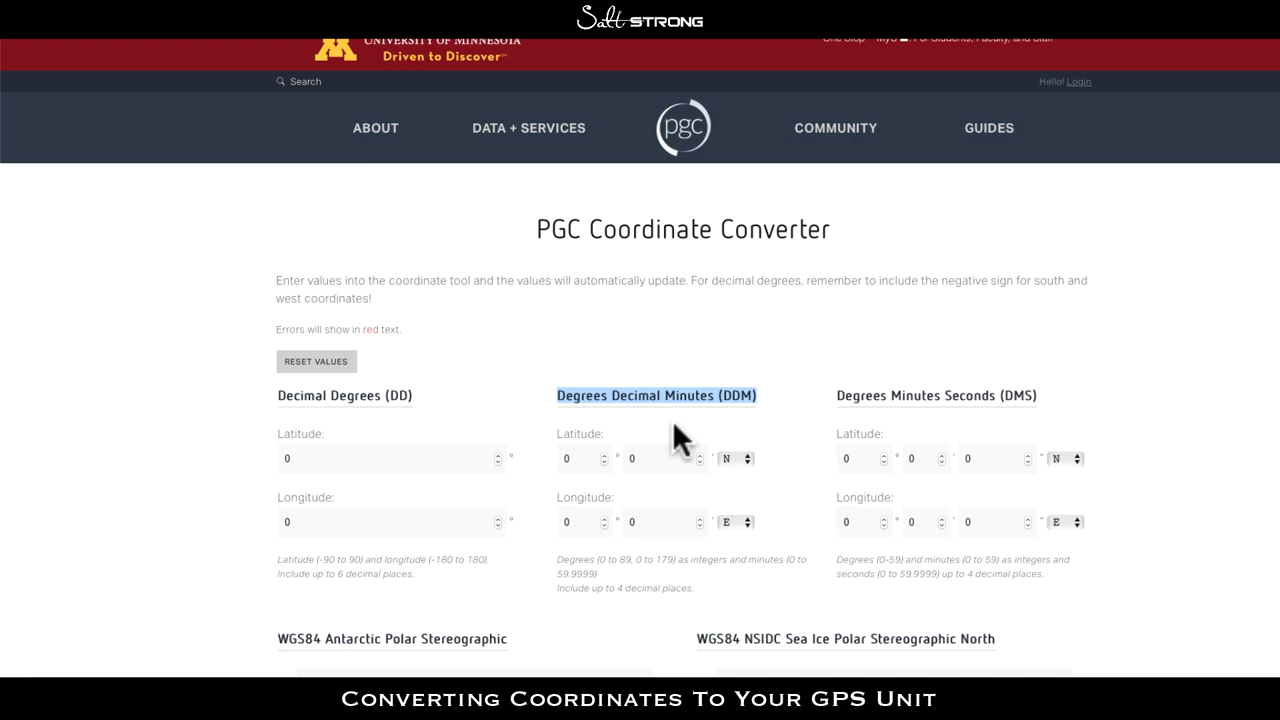 Salt STRONG
UNIVERSITY OF MINNESOTA
Driven to Discover
One Stop MyU : For Students, Faculty, and Staff
Search
Hello! Login
ABOUT DATA + SERVICES pgc COMMUNITY GUIDES
PGC Coordinate Converter
Enter values into the coordinate tool and the values will automatically update. For decimal degrees, remember to include the negative sign for south and
west coordinates!
Errors will show in red text.
RESET VALUES
Decimal Degrees (DD)
Latitude:
0 °
Longitude:
0 °
Latitude (-90 to 90) and longitude (-180 to 180).
Include up to 6 decimal places.
Degrees Decimal Minutes (DDM)
Latitude:
0 ° 0 ' N
Longitude:
0 ° 0 ' E
Degrees (0 to 89, 0 to 179) as integers and minutes (0 to
59.9999)
Include up to 4 decimal places.
Degrees Minutes Seconds (DMS)
Latitude:
0 ° 0 ' 0 " N
Longitude:
0 ° 0 ' 0 " E
Degrees (0-59) and minutes (0 to 59) as integers and
seconds (0 to 59.9999) up to 4 decimal places.
WGS84 Antarctic Polar Stereographic
WGS84 NSIDC Sea Ice Polar Stereographic North
Converting Coordinates To Your GPS Unit